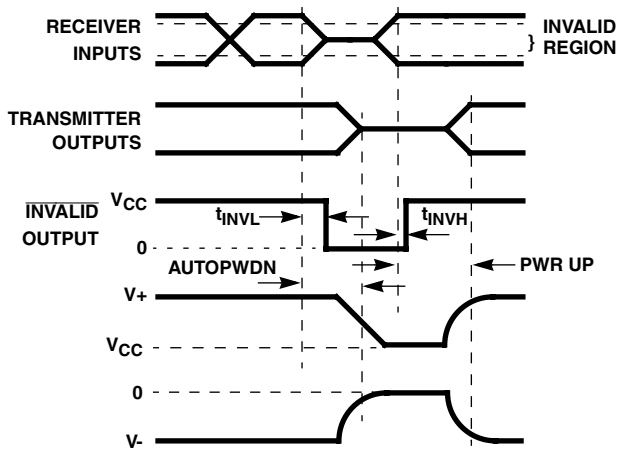 RECEIVER
INPUTS
} INVALID
REGION
TRANSMITTER
OUTPUTS
VCC
INVALID
OUTPUT
tINVL
tINVH
0
AUTOPWDN
PWR UP
V+
VCC
0
V-